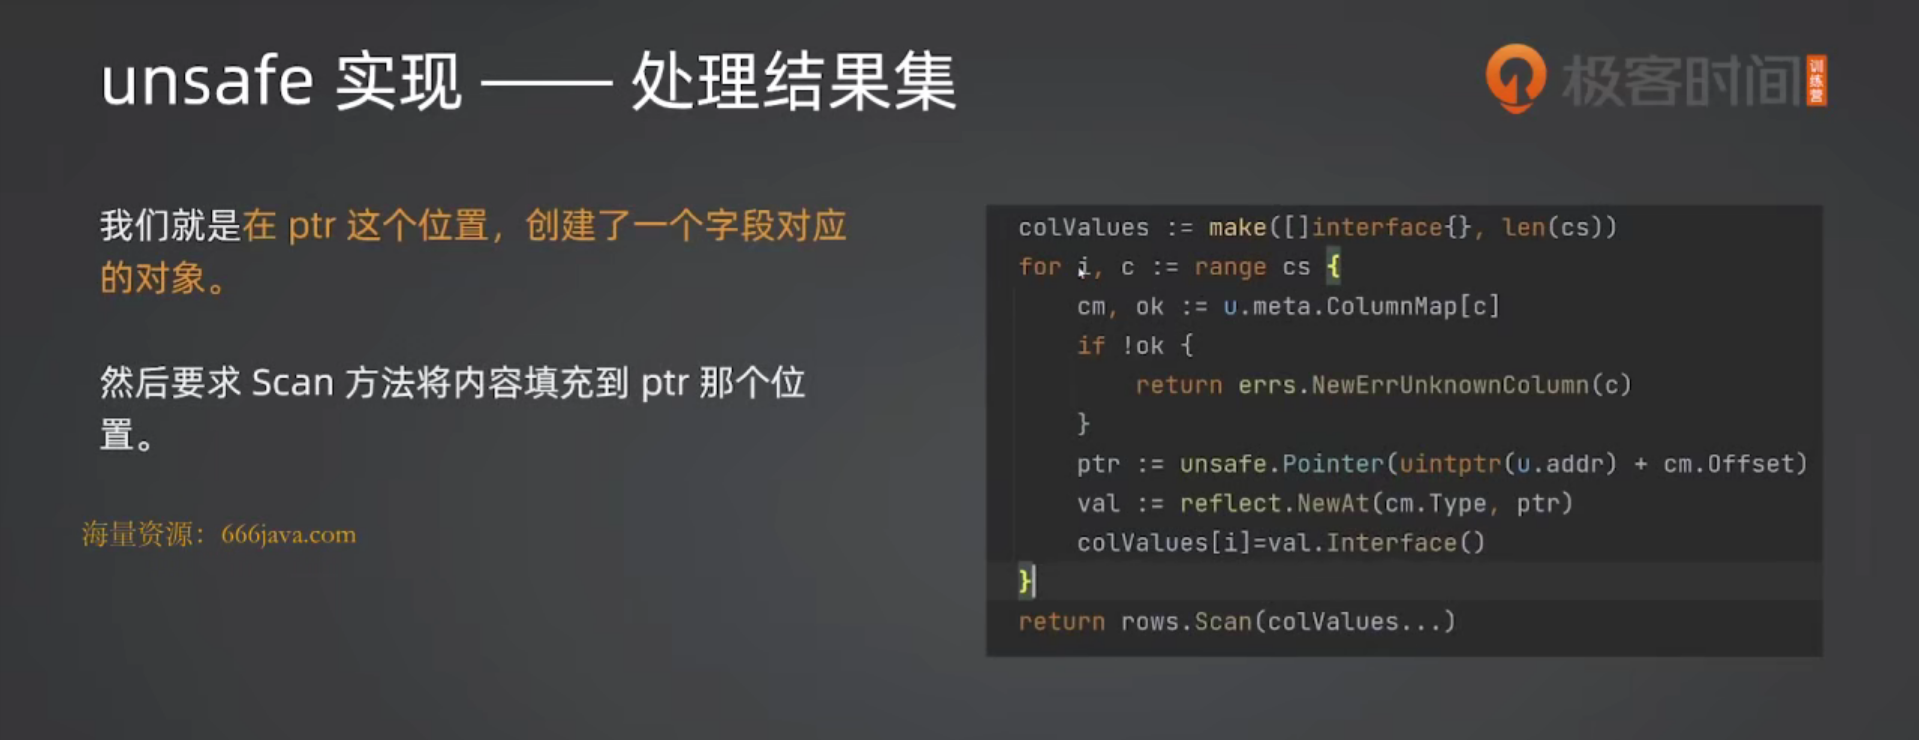 unsafe 实现 —— 处理结果集
极客时间
训练营
我们就是在 ptr 这个位置，创建了一个字段对应
的对象。
然后要求 Scan 方法将内容填充到 ptr 那个位
置。
海量资源：666java.com
colValues := make([]interface{}, len(cs))
for i, c := range cs {
cm, ok := u.meta.ColumnMap[c]
if !ok {
return errs.NewErrUnknownColumn(c)
}
ptr := unsafe.Pointer(uintptr(u.addr) + cm.Offset)
val := reflect.NewAt(cm.Type, ptr)
colValues[i]=val.Interface()
}
return rows.Scan(colValues...)